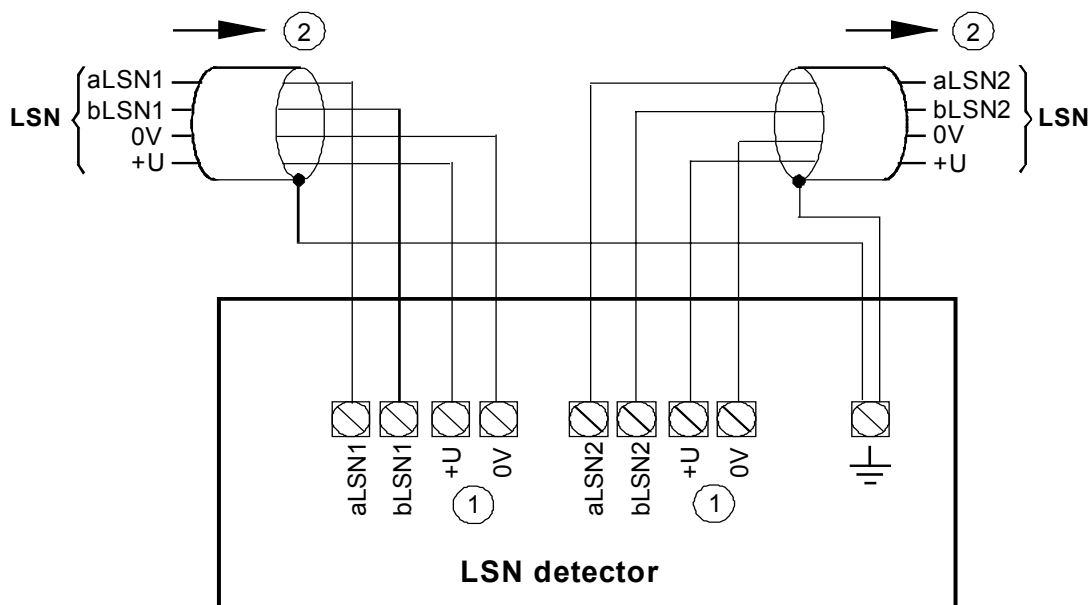 2
2
LSN
aLSN1
bLSN1
0V
+U
aLSN2
bLSN2
0V
+U
LSN
aLSN1
bLSN1
+U
0V
1
aLSN2
bLSN2
+U
0V
1
LSN detector